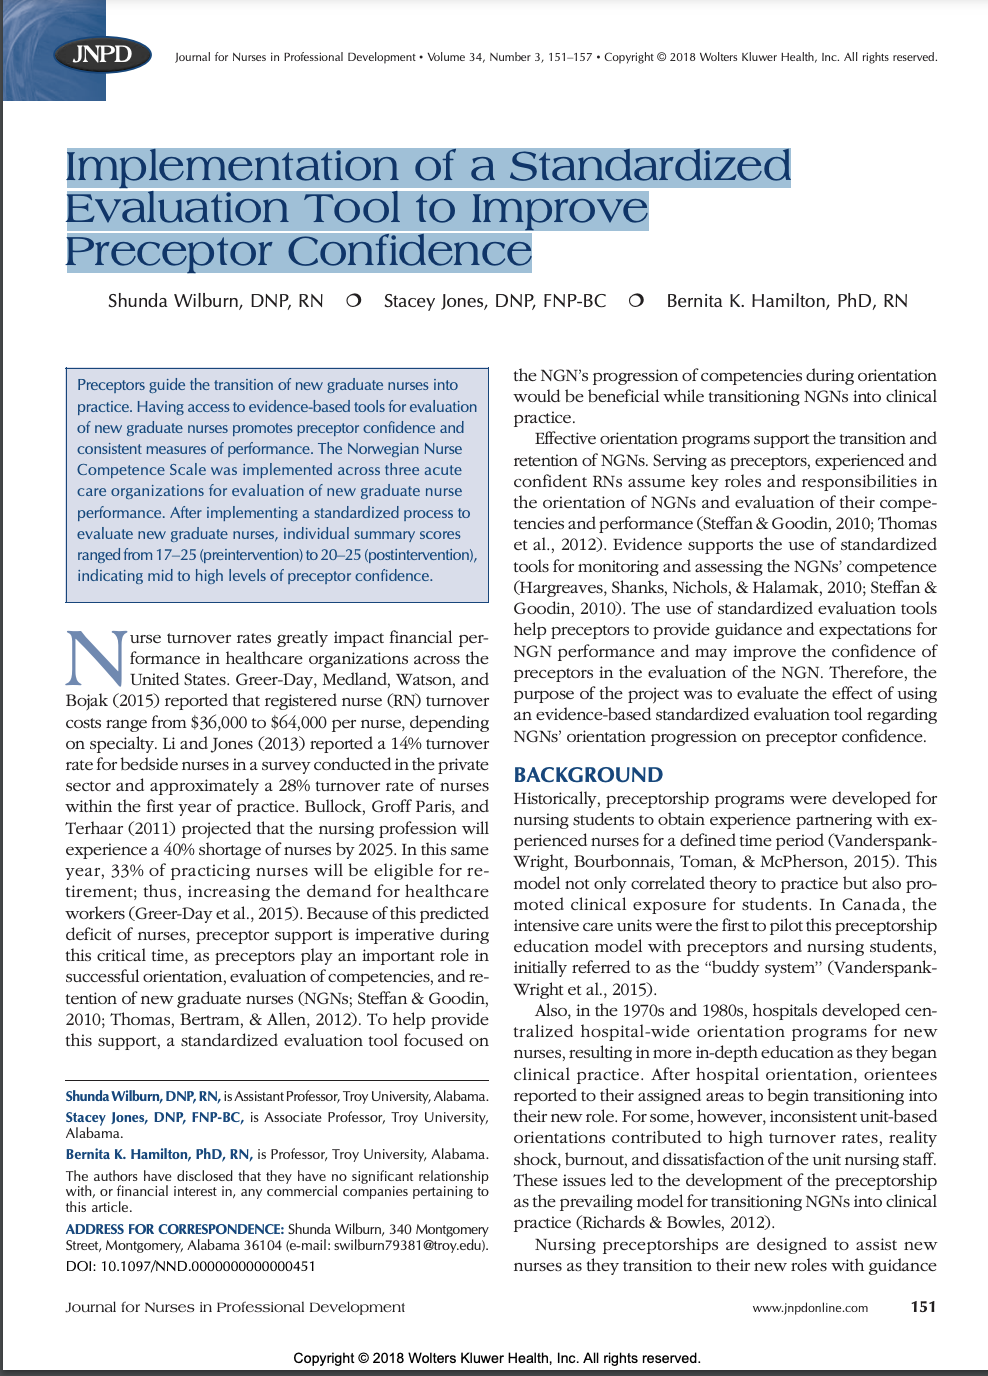 JNPD
Journal for Nurses in Professional Development • Volume 34, Number 3, 151–157 • Copyright © 2018 Wolters Kluwer Health, Inc. All rights reserved.
Implementation of a Standardized
Evaluation Tool to Improve
Preceptor Confidence
Shunda Wilburn, DNP, RN ❍ Stacey Jones, DNP, FNP-BC ❍ Bernita K. Hamilton, PhD, RN
Preceptors guide the transition of new graduate nurses into
practice. Having access to evidence-based tools for evaluation
of new graduate nurses promotes preceptor confidence and
consistent measures of performance. The Norwegian Nurse
Competence Scale was implemented across three acute
care organizations for evaluation of new graduate nurse
performance. After implementing a standardized process to
evaluate new graduate nurses, individual summary scores
ranged from 17–25 (preintervention) to 20–25 (postintervention),
indicating mid to high levels of preceptor confidence.
Nurse turnover rates greatly impact financial per-
formance in healthcare organizations across the
United States. Greer-Day, Medland, Watson, and
Bojak (2015) reported that registered nurse (RN) turnover
costs range from $36,000 to $64,000 per nurse, depending
on specialty. Li and Jones (2013) reported a 14% turnover
rate for bedside nurses in a survey conducted in the private
sector and approximately a 28% turnover rate of nurses
within the first year of practice. Bullock, Groff Paris, and
Terhaar (2011) projected that the nursing profession will
experience a 40% shortage of nurses by 2025. In this same
year, 33% of practicing nurses will be eligible for re-
tirement; thus, increasing the demand for healthcare
workers (Greer-Day et al., 2015). Because of this predicted
deficit of nurses, preceptor support is imperative during
this critical time, as preceptors play an important role in
successful orientation, evaluation of competencies, and re-
tention of new graduate nurses (NGNs; Steffan & Goodin,
2010; Thomas, Bertram, & Allen, 2012). To help provide
this support, a standardized evaluation tool focused on
Shunda Wilburn, DNP, RN, is Assistant Professor, Troy University, Alabama.
Stacey Jones, DNP, FNP-BC, is Associate Professor, Troy University,
Alabama.
Bernita K. Hamilton, PhD, RN, is Professor, Troy University, Alabama.
The authors have disclosed that they have no significant relationship
with, or financial interest in, any commercial companies pertaining to
this article.
ADDRESS FOR CORRESPONDENCE: Shunda Wilburn, 340 Montgomery
Street, Montgomery, Alabama 36104 (e-mail: swilburn79381@troy.edu).
DOI: 10.1097/NND.0000000000000451
the NGN's progression of competencies during orientation
would be beneficial while transitioning NGNs into clinical
practice.
Effective orientation programs support the transition and
retention of NGNs. Serving as preceptors, experienced and
confident RNs assume key roles and responsibilities in
the orientation of NGNs and evaluation of their compe-
tencies and performance (Steffan & Goodin, 2010; Thomas
et al., 2012). Evidence supports the use of standardized
tools for monitoring and assessing the NGNs' competence
(Hargreaves, Shanks, Nichols, & Halamak, 2010; Steffan &
Goodin, 2010). The use of standardized evaluation tools
help preceptors to provide guidance and expectations for
NGN performance and may improve the confidence of
preceptors in the evaluation of the NGN. Therefore, the
purpose of the project was to evaluate the effect of using
an evidence-based standardized evaluation tool regarding
NGNs' orientation progression on preceptor confidence.
BACKGROUND
Historically, preceptorship programs were developed for
nursing students to obtain experience partnering with ex-
perienced nurses for a defined time period (Vanderspank-
Wright, Bourbonnais, Toman, & McPherson, 2015). This
model not only correlated theory to practice but also pro-
moted clinical exposure for students. In Canada, the
intensive care units were the first to pilot this preceptorship
education model with preceptors and nursing students,
initially referred to as the "buddy system" (Vanderspank-
Wright et al., 2015).
Also, in the 1970s and 1980s, hospitals developed cen-
tralized hospital-wide orientation programs for new
nurses, resulting in more in-depth education as they began
clinical practice. After hospital orientation, orientees
reported to their assigned areas to begin transitioning into
their new role. For some, however, inconsistent unit-based
orientations contributed to high turnover rates, reality
shock, burnout, and dissatisfaction of the unit nursing staff.
These issues led to the development of the preceptorship
as the prevailing model for transitioning NGNs into clinical
practice (Richards & Bowles, 2012).
Nursing preceptorships are designed to assist new
nurses as they transition to their new roles with guidance
Journal for Nurses in Professional Development
www.jnpdonline.com 151
Copyright © 2018 Wolters Kluwer Health, Inc. All rights reserved.